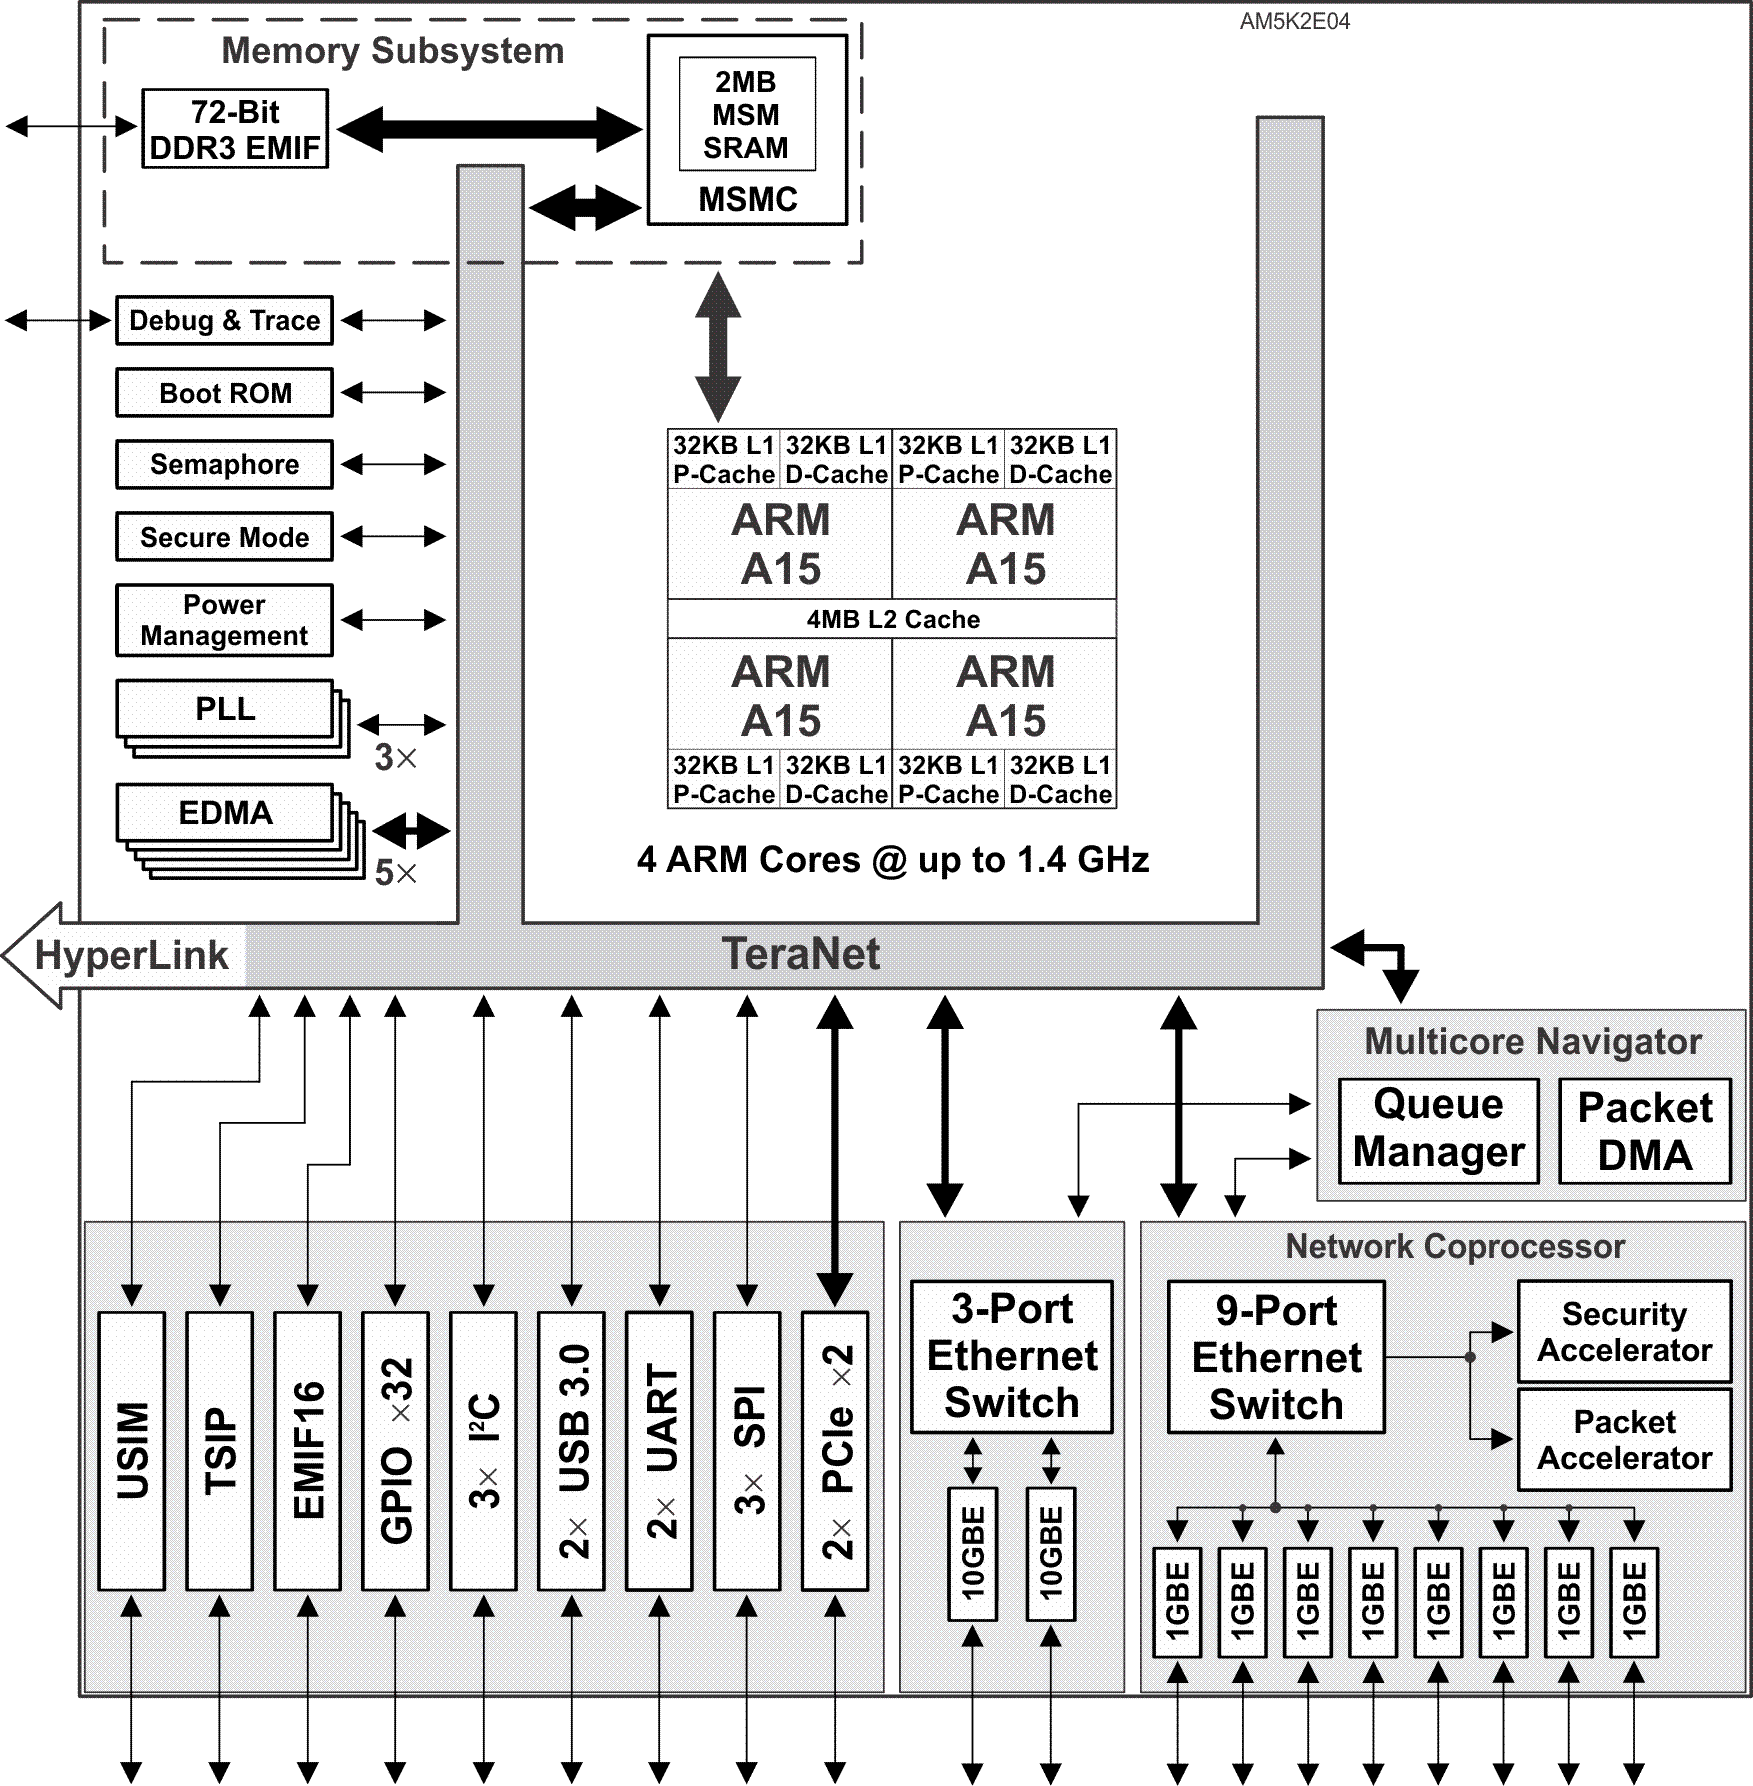 AM5K2E04
Memory Subsystem
72-Bit
DDR3 EMIF
2MB
MSM
SRAM
MSMC
Debug & Trace
Boot ROM
Semaphore
Secure Mode
Power
Management
PLL
3×
EDMA
5×
32KB L1 32KB L1 32KB L1 32KB L1
P-Cache D-Cache P-Cache D-Cache
ARM ARM
A15 A15
4MB L2 Cache
ARM ARM
A15 A15
32KB L1 32KB L1 32KB L1 32KB L1
P-Cache D-Cache P-Cache D-Cache
4 ARM Cores @ up to 1.4 GHz
HyperLink
TeraNet
Multicore Navigator
Queue
Manager
Packet
DMA
USIM
TSIP
EMIF16
GPIO ×32
3× I²C
2× USB 3.0
2× UART
3× SPI
2× PCIe ×2
3-Port
Ethernet
Switch
10GBE
10GBE
Network Coprocessor
9-Port
Ethernet
Switch
Security
Accelerator
Packet
Accelerator
1GBE
1GBE
1GBE
1GBE
1GBE
1GBE
1GBE
1GBE